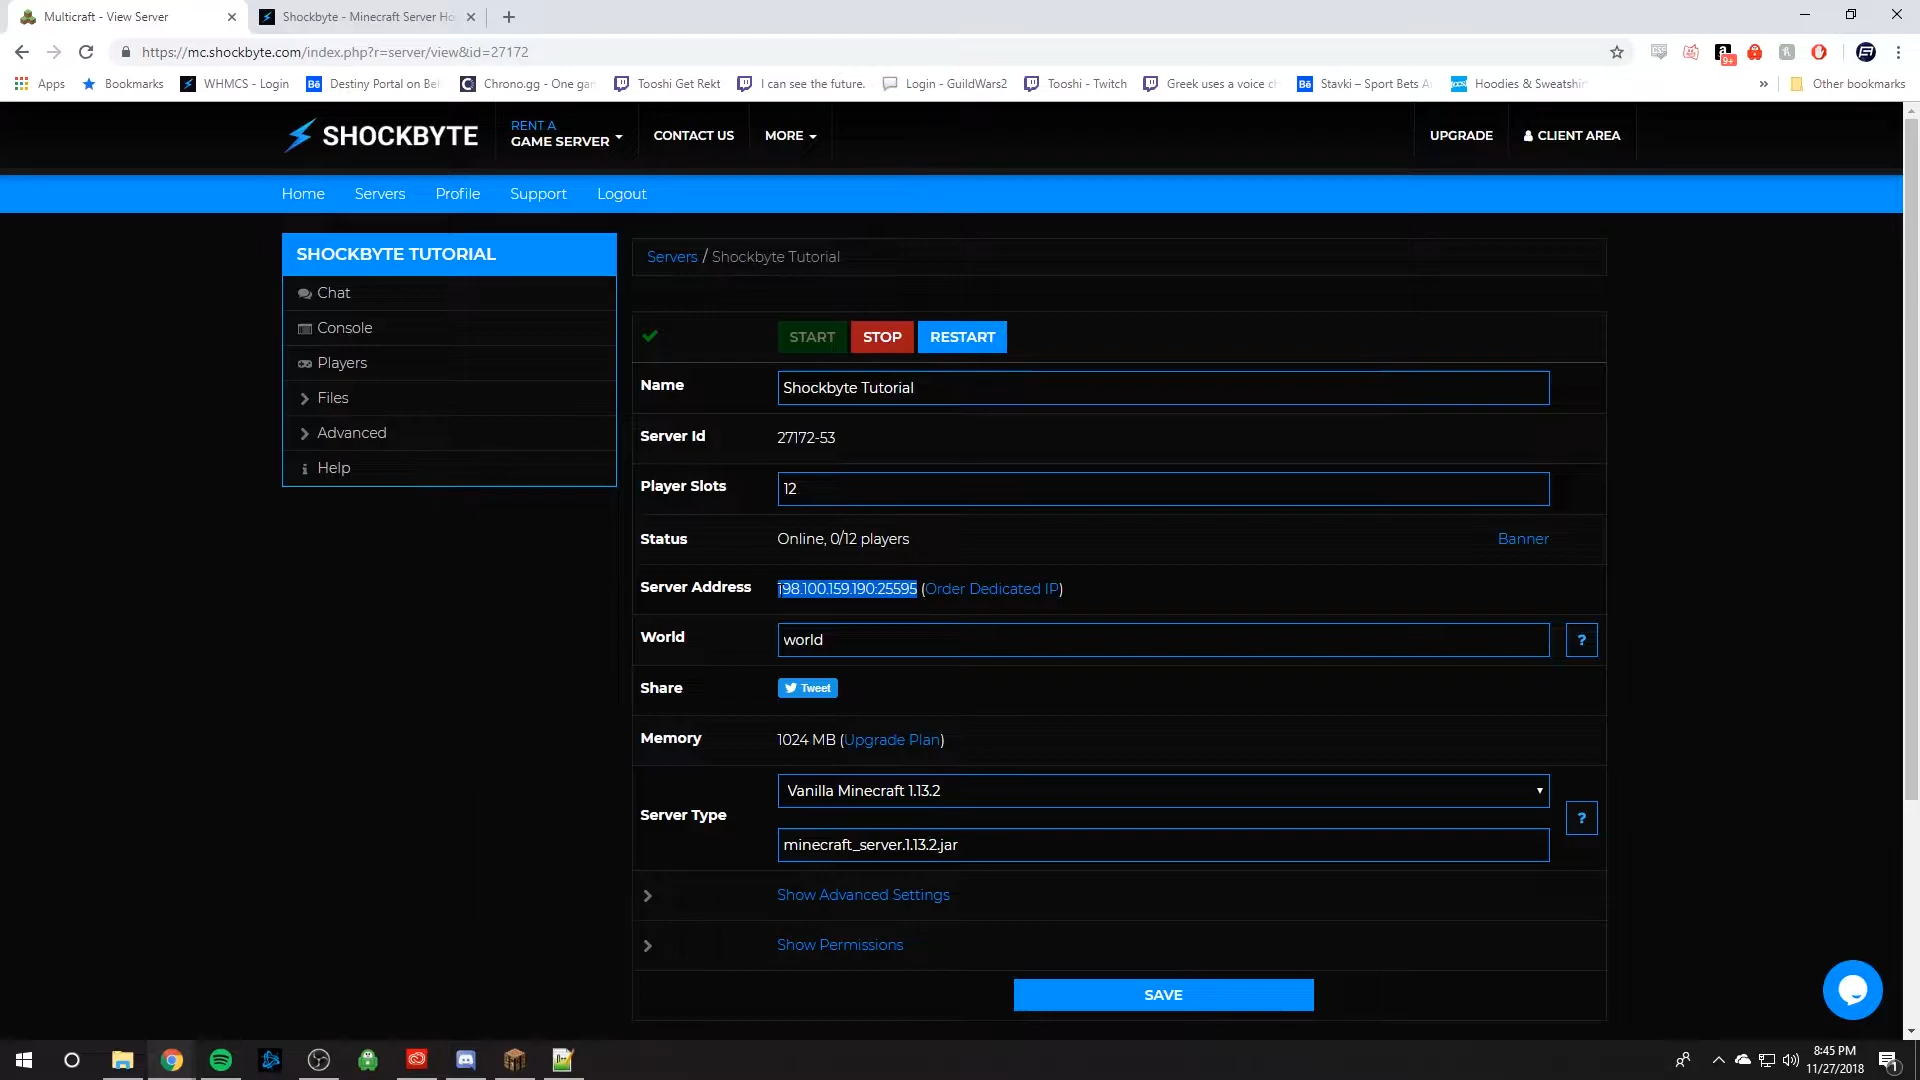 Multicraft - View Server
Shockbyte - Minecraft Server Ho
https://mc.shockbyte.com/index.php?r=server/view&id=27172
9+
Apps
Bookmarks
WHMCS - Login
Destiny Portal on Beh
Chrono.gg - One gam
Tooshi Get Rekt
I can see the future.
Login - GuildWars2
Tooshi - Twitch
Greek uses a voice ch
Stavki – Sport Bets A
Hoodies & Sweatshir
»
Other bookmarks
SHOCKBYTE
RENT A
GAME SERVER
CONTACT US
MORE
UPGRADE
CLIENT AREA
Home
Servers
Profile
Support
Logout
SHOCKBYTE TUTORIAL
Chat
Console
Players
Files
Advanced
Help
Servers / Shockbyte Tutorial
START
STOP
RESTART
Name
Shockbyte Tutorial
Server Id
27172-53
Player Slots
12
Status
Online, 0/12 players
Banner
Server Address
198.100.159.190:25595 (Order Dedicated IP)
World
world
?
Share
Tweet
Memory
1024 MB (Upgrade Plan)
Server Type
Vanilla Minecraft 1.13.2
minecraft_server.1.13.2.jar
?
Show Advanced Settings
Show Permissions
SAVE
8:45 PM
11/27/2018
1